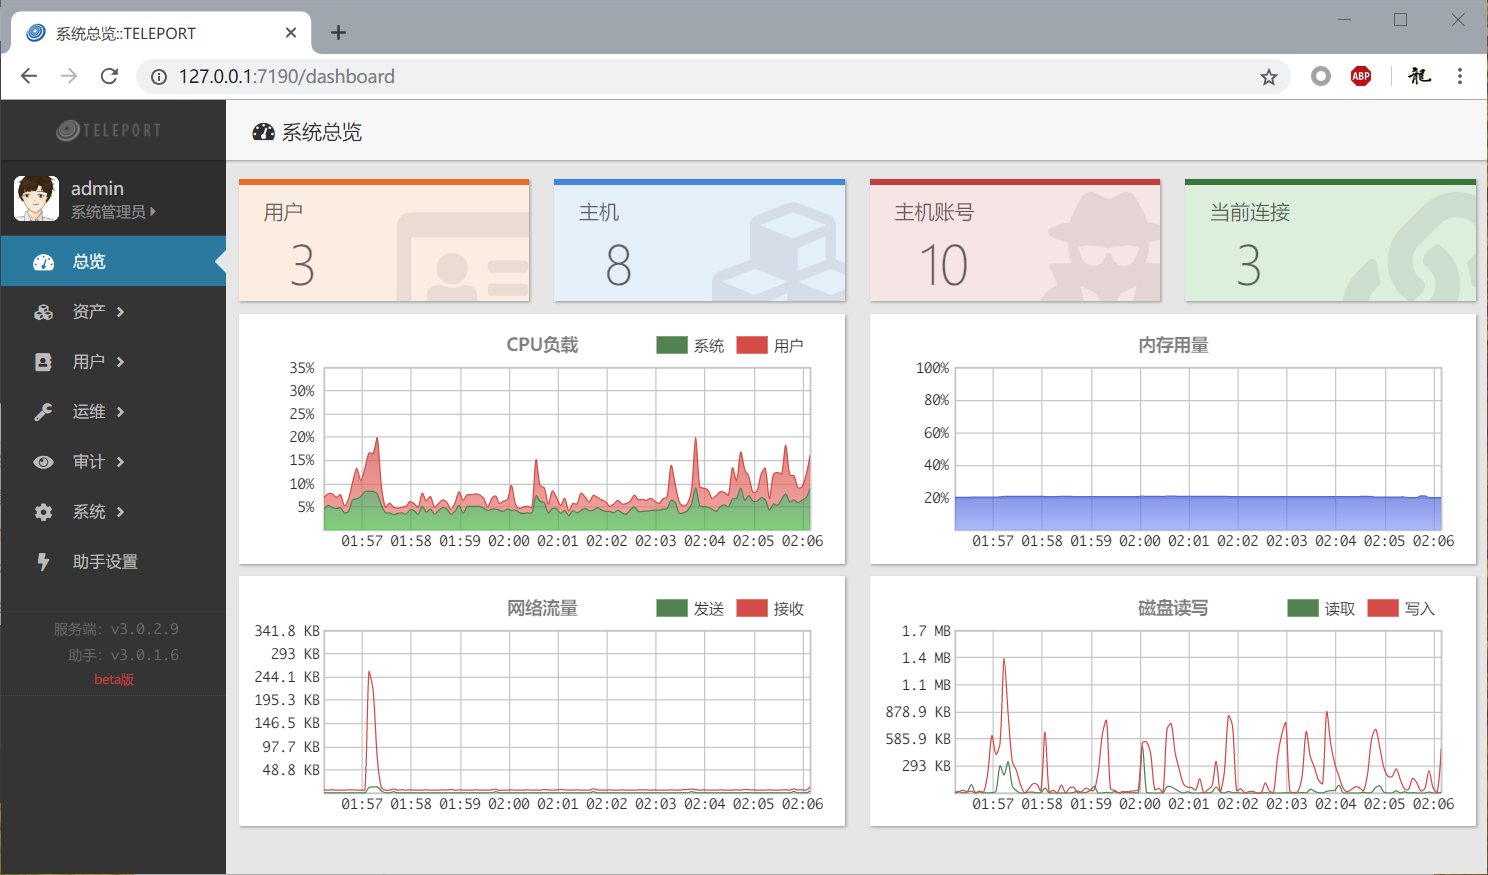 系统总览::TELEPORT
127.0.0.1:7190/dashboard
ABP
龍
TELEPORT
系统总览
admin
系统管理员
总览
资产
用户
运维
审计
系统
助手设置
服务端: v3.0.2.9
助手: v3.0.1.6
beta版
用户
3
主机
8
主机账号
10
当前连接
3
CPU负载
系统 用户
35%
30%
25%
20%
15%
10%
5%
01:57 01:58 01:59 02:00 02:01 02:02 02:03 02:04 02:05 02:06
内存用量
100%
80%
60%
40%
20%
01:57 01:58 01:59 02:00 02:01 02:02 02:03 02:04 02:05 02:06
网络流量
发送 接收
341.8 KB
293 KB
244.1 KB
195.3 KB
146.5 KB
97.7 KB
48.8 KB
01:57 01:58 01:59 02:00 02:01 02:02 02:03 02:04 02:05 02:06
磁盘读写
读取 写入
1.7 MB
1.4 MB
1.1 MB
878.9 KB
585.9 KB
293 KB
01:57 01:58 01:59 02:00 02:01 02:02 02:03 02:04 02:05 02:06